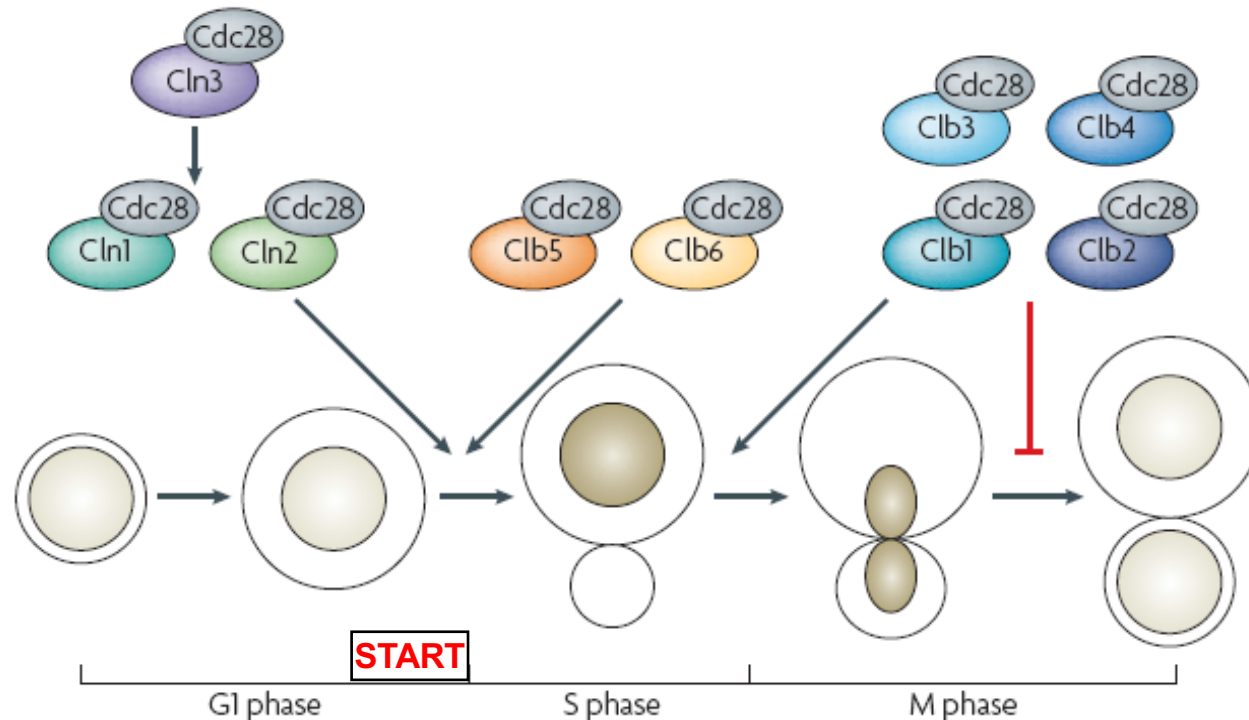 Cdc28
Cln3
Cdc28
Cln1
Cdc28
Cln2
Cdc28
Clb5
Cdc28
Clb6
Cdc28
Clb3
Cdc28
Clb4
Cdc28
Clb1
Cdc28
Clb2
START
G1 phase
S phase
M phase